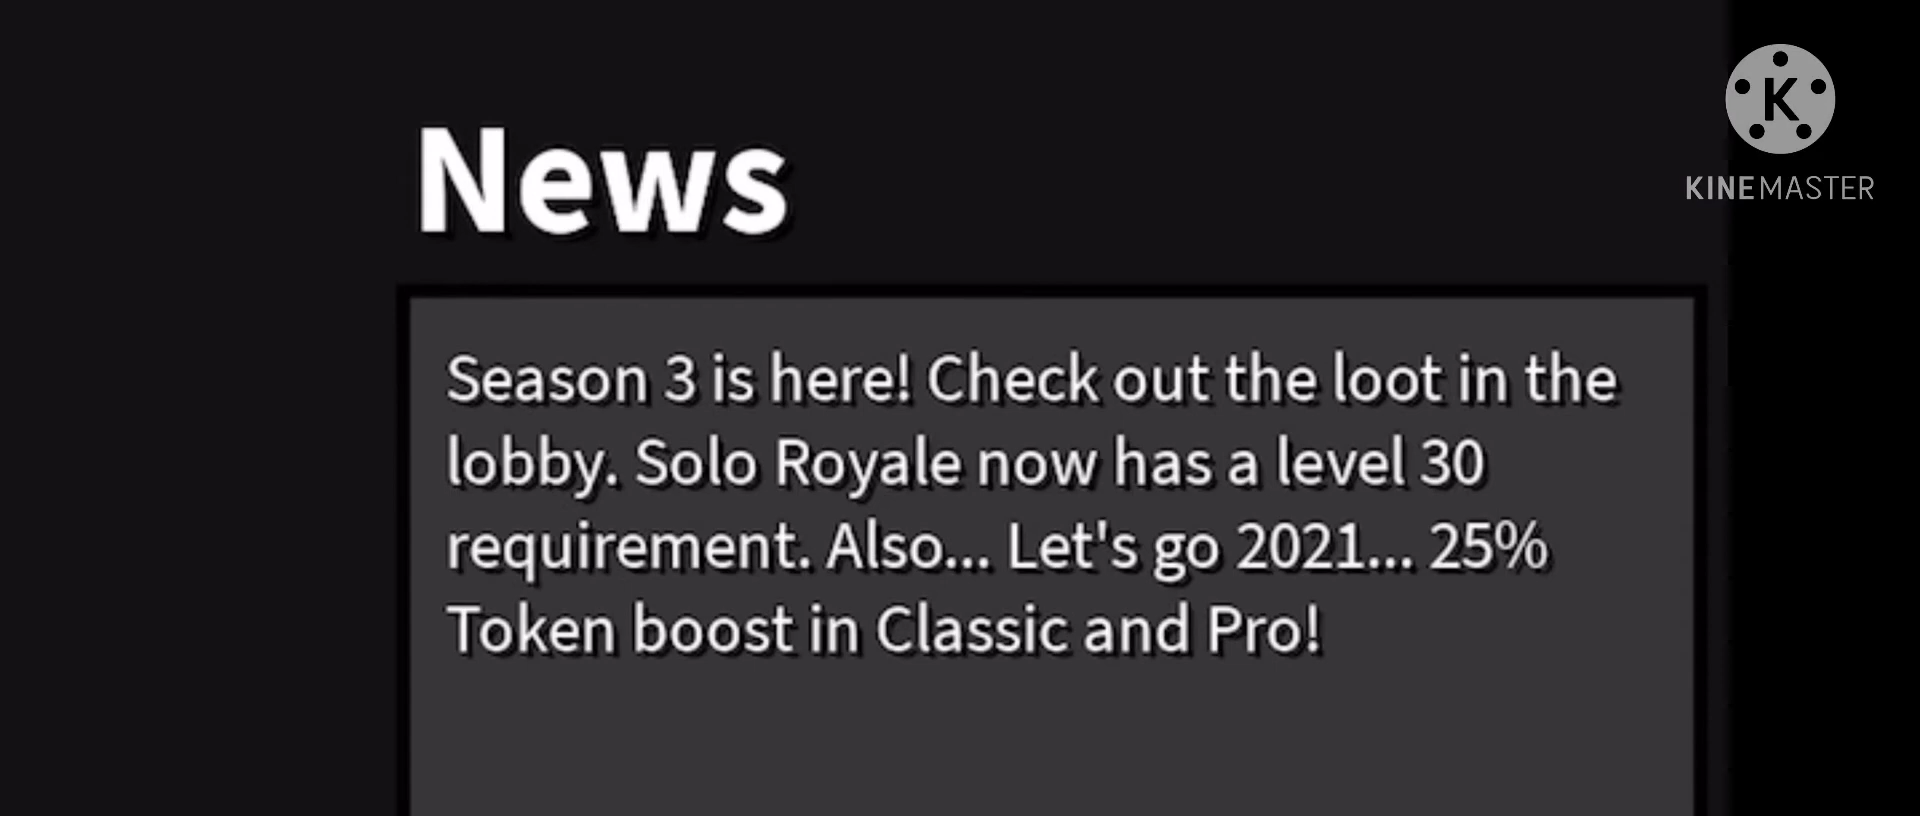 News
K
KINEMASTER
Season 3 is here! Check out the loot in the
lobby. Solo Royale now has a level 30
requirement. Also... Let's go 2021... 25%
Token boost in Classic and Pro!